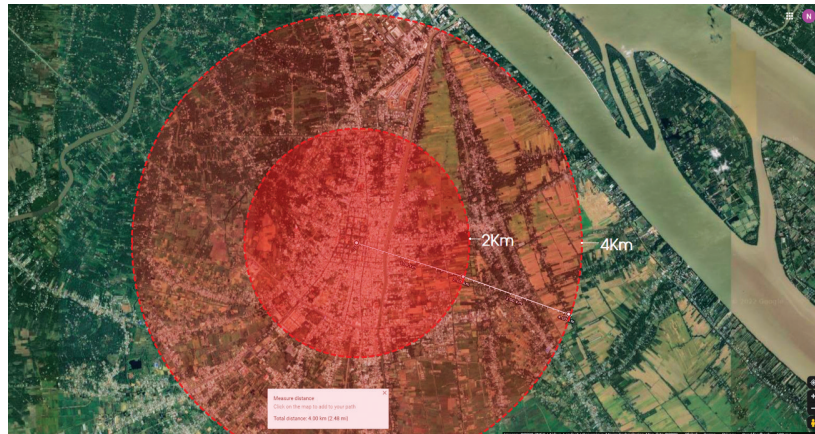 N
2Km
4Km
Measure distance
Click on the map to add to your path
Total distance: 4.00 km (2.48 mi)